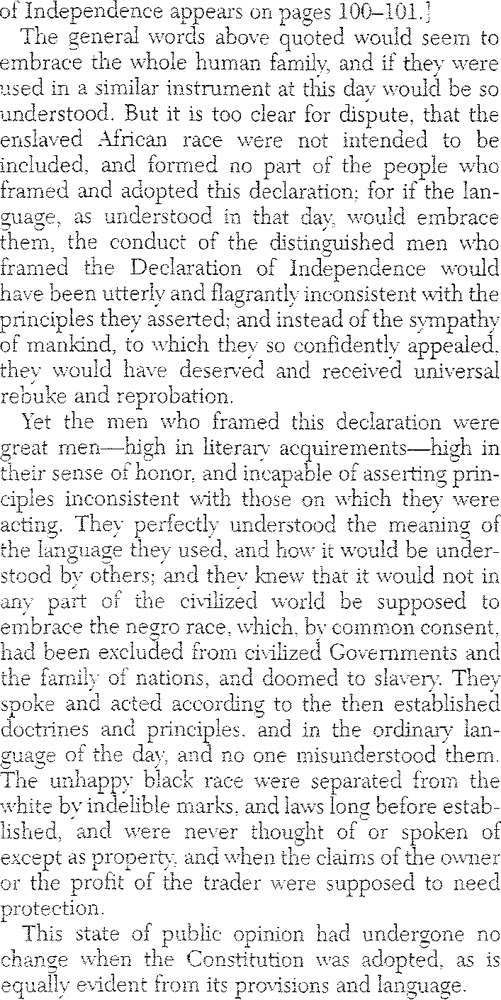 of Independence appears on pages 100–101.]
The general words above quoted would seem to
embrace the whole human family, and if they were
used in a similar instrument at this day would be so
understood. But it is too clear for dispute, that the
enslaved African race were not intended to be
included, and formed no part of the people who
framed and adopted this declaration; for if the lan-
guage, as understood in that day, would embrace
them, the conduct of the distinguished men who
framed the Declaration of Independence would
have been utterly and flagrantly inconsistent with the
principles they asserted; and instead of the sympathy
of mankind, to which they so confidently appealed,
they would have deserved and received universal
rebuke and reprobation.
Yet the men who framed this declaration were
great men—high in literary acquirements—high in
their sense of honor, and incapable of asserting prin-
ciples inconsistent with those on which they were
acting. They perfectly understood the meaning of
the language they used, and how it would be under-
stood by others; and they knew that it would not in
any part of the civilized world be supposed to
embrace the negro race, which, by common consent,
had been excluded from civilized Governments and
the family of nations, and doomed to slavery. They
spoke and acted according to the then established
doctrines and principles, and in the ordinary lan-
guage of the day, and no one misunderstood them.
The unhappy black race were separated from the
white by indelible marks, and laws long before estab-
lished, and were never thought of or spoken of
except as property, and when the claims of the owner
or the profit of the trader were supposed to need
protection.
This state of public opinion had undergone no
change when the Constitution was adopted, as is
equally evident from its provisions and language.